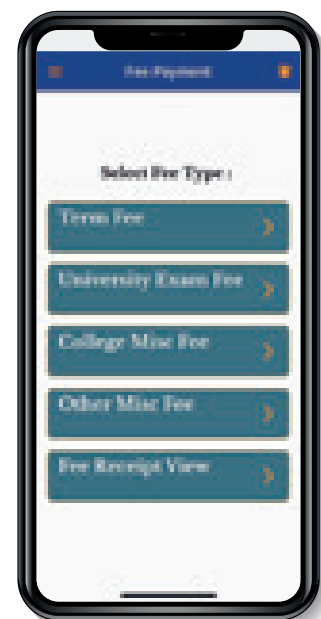 Fee Payment
Select Fee Type :
Term Fee
University Exam Fee
College Misc Fee
Other Misc Fee
Fee Receipt View